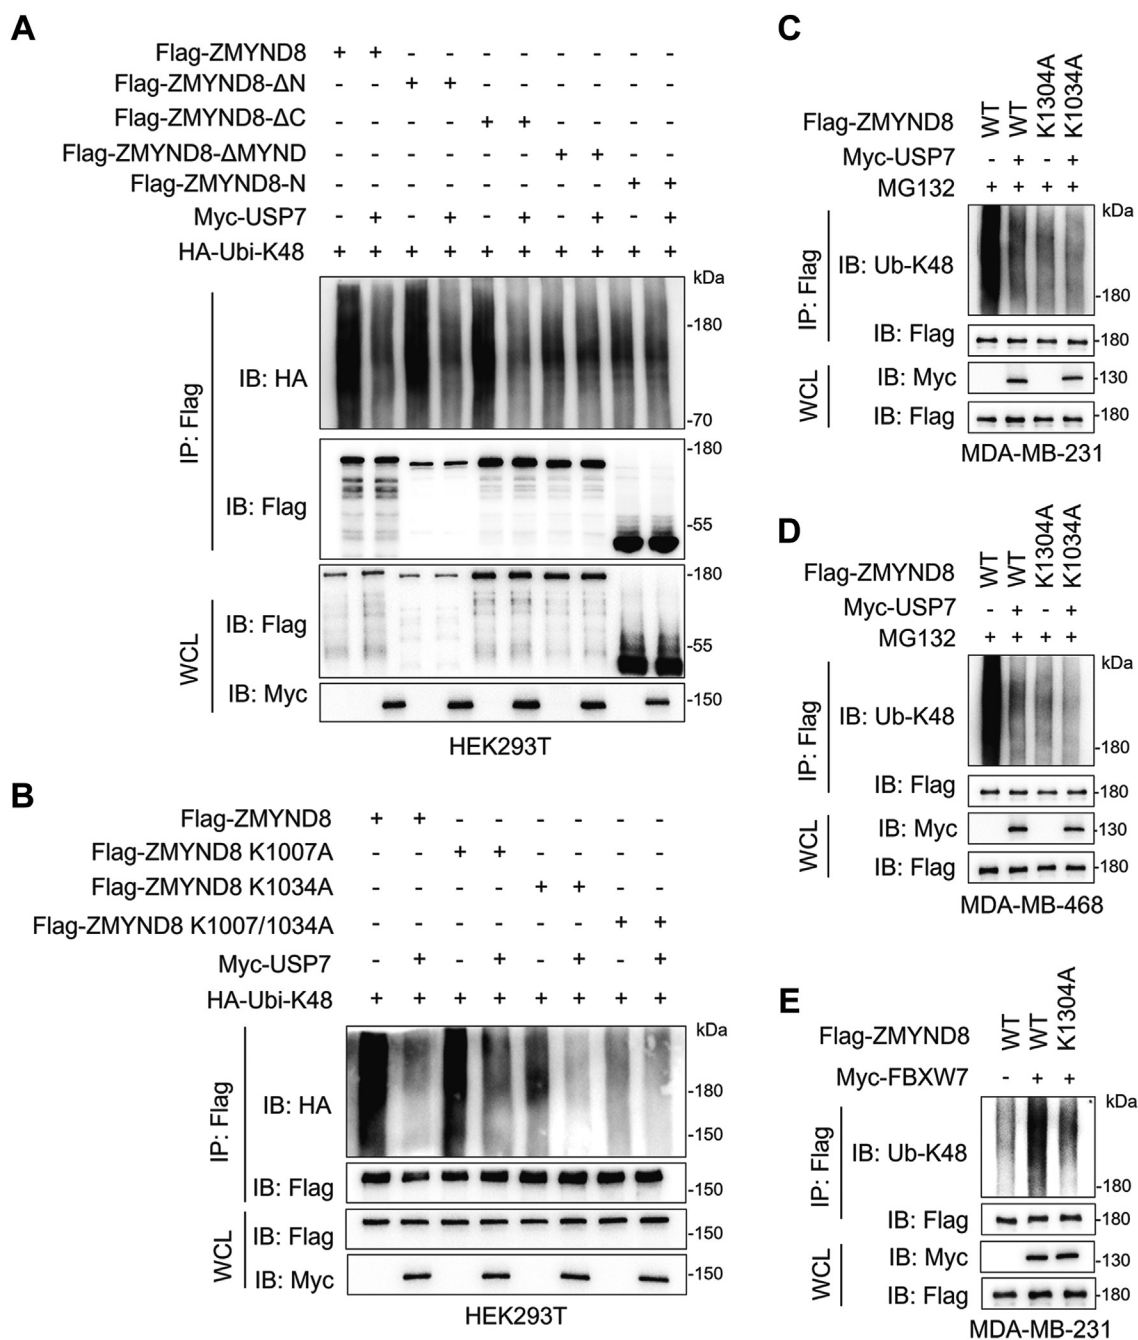 A
Flag-ZMYND8 + + - - - - - - - -
Flag-ZMYND8-ΔN - - + + - - - - - -
Flag-ZMYND8-ΔC - - - - + + - - - -
Flag-ZMYND8-ΔMYND - - - - - - + + - -
Flag-ZMYND8-N - - - - - - - - + +
Myc-USP7 - + - + - + - + - +
HA-Ubi-K48 + + + + + + + + + +
kDa
IP: Flag
IB: HA
-180
-70
IB: Flag
-180
-55
WCL
IB: Flag
-180
-55
IB: Myc
-150
HEK293T
B
Flag-ZMYND8 + + - - - - - -
Flag-ZMYND8 K1007A - - + + - - - -
Flag-ZMYND8 K1034A - - - - + + - -
Flag-ZMYND8 K1007/1034A - - - - - - + +
Myc-USP7 - + - + - + - +
HA-Ubi-K48 + + + + + + + +
kDa
IP: Flag
IB: HA
-180
-150
IB: Flag
-150
WCL
IB: Flag
-150
IB: Myc
-150
HEK293T
C
Flag-ZMYND8 WT WT K1304A K1034A
Myc-USP7 - + - +
MG132 + + + +
kDa
IP: Flag
IB: Ub-K48
-180
IB: Flag
-180
WCL
IB: Myc
-130
IB: Flag
-180
MDA-MB-231
D
Flag-ZMYND8 WT WT K1304A K1034A
Myc-USP7 - + - +
MG132 + + + +
kDa
IP: Flag
IB: Ub-K48
-180
IB: Flag
-180
WCL
IB: Myc
-130
IB: Flag
-180
MDA-MB-468
E
Flag-ZMYND8 WT WT K1304A
Myc-FBXW7 - + +
kDa
IP: Flag
IB: Ub-K48
-180
IB: Flag
-180
WCL
IB: Myc
-130
IB: Flag
-180
MDA-MB-231